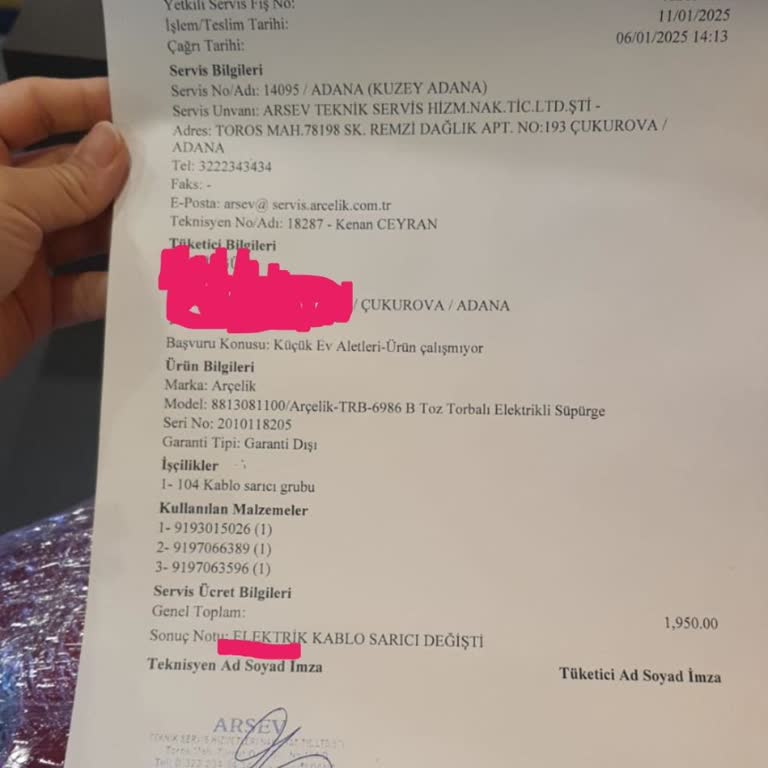 Yetkili Servis Fiş No:
İşlem/Teslim Tarihi: 11/01/2025
Çağrı Tarihi: 06/01/2025 14:13
Servis Bilgileri
Servis No/Adı: 14095 / ADANA (KUZEY ADANA)
Servis Unvanı: ARSEV TEKNİK SERVİS HİZM.NAK.TİC.LTD.ŞTİ -
Adres: TOROS MAH.78198 SK. REMZİ DAĞLIK APT. NO:193 ÇUKUROVA /
ADANA
Tel: 3222343434
Faks: -
E-Posta: arsev@ servis.arcelik.com.tr
Teknisyen No/Adı: 18287 - Kenan CEYRAN
Tüketici Bilgileri
/ ÇUKUROVA / ADANA
Başvuru Konusu: Küçük Ev Aletleri-Ürün çalışmıyor
Ürün Bilgileri
Marka: Arçelik
Model: 8813081100/Arçelik-TRB-6986 B Toz Torbalı Elektrikli Süpürge
Seri No: 2010118205
Garanti Tipi: Garanti Dışı
İşçilikler
1- 104 Kablo sarıcı grubu
Kullanılan Malzemeler
1- 9193015026 (1)
2- 9197066389 (1)
3- 9197063596 (1)
Servis Ücret Bilgileri
Genel Toplam: 1,950.00
Sonuç Notu: ELEKTRİK KABLO SARICI DEĞİŞTİ
Teknisyen Ad Soyad İmza Tüketici Ad Soyad İmza
ARSEV